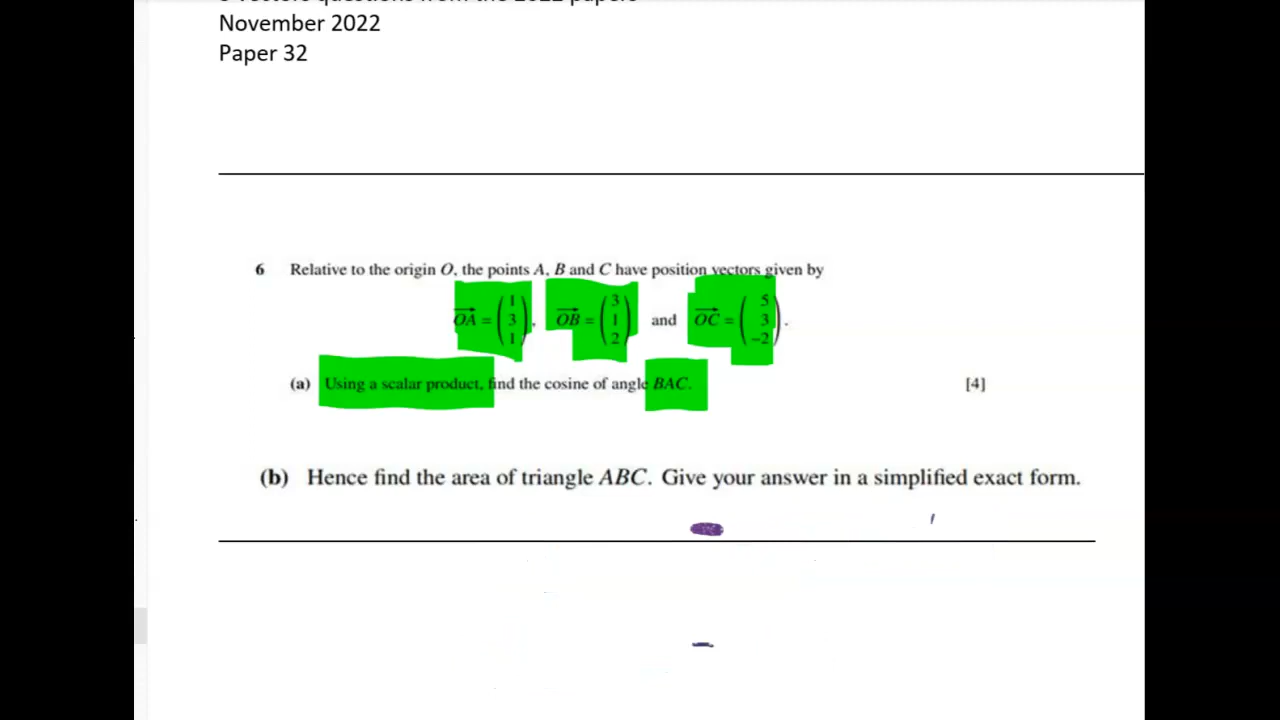 November 2022
Paper 32
6 Relative to the origin O, the points A, B and C have position vectors given by
OA→ = (1 3 1), OB→ = (3 1 2) and OC→ = (5 3 −2).
(a) Using a scalar product, find the cosine of angle BAC. [4]
(b) Hence find the area of triangle ABC. Give your answer in a simplified exact form.